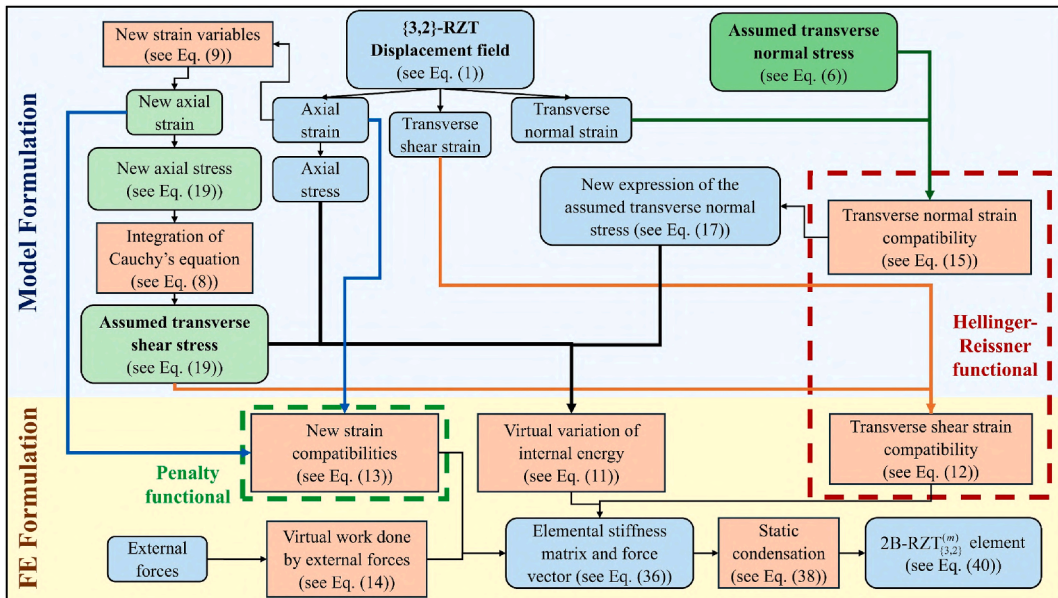 Model Formulation
FE Formulation
New strain variables
(see Eq. (9))
{3,2}-RZT
Displacement field
(see Eq. (1))
Assumed transverse
normal stress
(see Eq. (6))
New axial
strain
Axial
strain
Transverse
shear strain
Transverse
normal strain
New axial stress
(see Eq. (19))
Axial
stress
New expression of the
assumed transverse normal
stress (see Eq. (17))
Transverse normal strain
compatibility
(see Eq. (15))
Integration of
Cauchy's equation
(see Eq. (8))
Assumed transverse
shear stress
(see Eq. (19))
Hellinger-
Reissner
functional
New strain
compatibilities
(see Eq. (13))
Penalty
functional
Virtual variation of
internal energy
(see Eq. (11))
Transverse shear strain
compatibility
(see Eq. (12))
External
forces
Virtual work done
by external forces
(see Eq. (14))
Elemental stiffness
matrix and force
vector (see Eq. (36))
Static
condensation
(see Eq. (38))
2B-RZT{3,2}(m) element
(see Eq. (40))